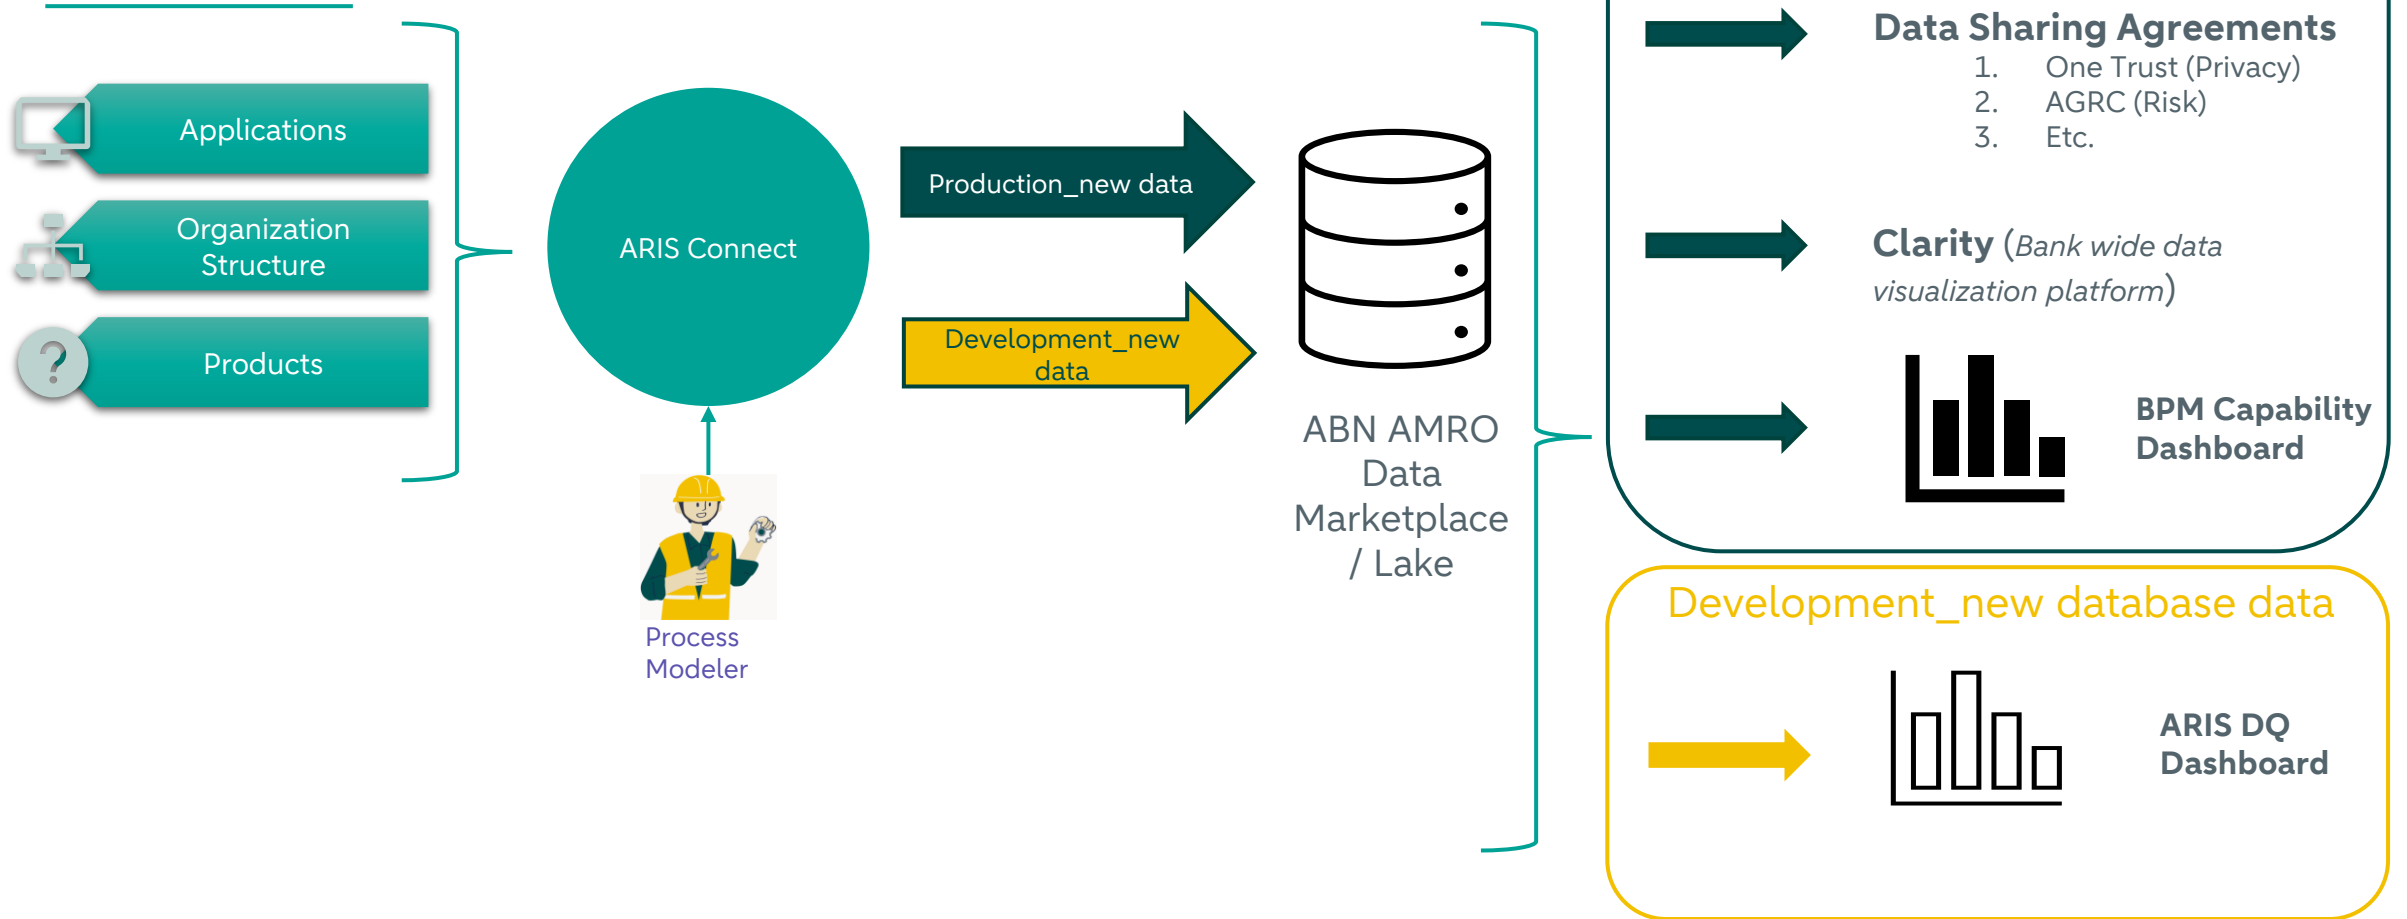 Applications
Organization
Structure
Products
ARIS Connect
Process
Modeler
Production_new data
Development_new
data
ABN AMRO
Data
Marketplace
/ Lake
Data Sharing Agreements
1. One Trust (Privacy)
2. AGRC (Risk)
3. Etc.
Clarity (Bank wide data
visualization platform)
BPM Capability
Dashboard
Development_new database data
ARIS DQ
Dashboard